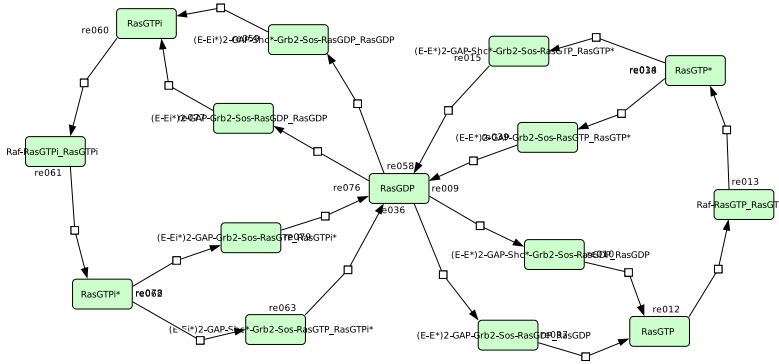 RasGTPi
re060
(E-Ei*)2-GAP-Shc*-Grb2-Sos-RasGDP_RasGDP
(E-E*)2-GAP-Shc*-Grb2-Sos-RasGTP_RasGTP*
re015
RasGTP*
(E-Ei*)2-GAP-Grb2-Sos-RasGDP_RasGDP
(E-E*)2-GAP-Grb2-Sos-RasGTP_RasGTP*
Raf-RasGTPi_RasGTPi
re061
re058
re076
RasGDP
re009
re036
re013
Raf-RasGTP_RasGT
(E-Ei*)2-GAP-Grb2-Sos-RasGTP_RasGTPi*
(E-E*)2-GAP-Shc*-Grb2-Sos-RasGDP_RasGDP
RasGTPi*
re063
re012
(E-Ei*)2-GAP-Shc*-Grb2-Sos-RasGTP_RasGTPi*
(E-E*)2-GAP-Grb2-Sos-RasGDP_RasGDP
RasGTP